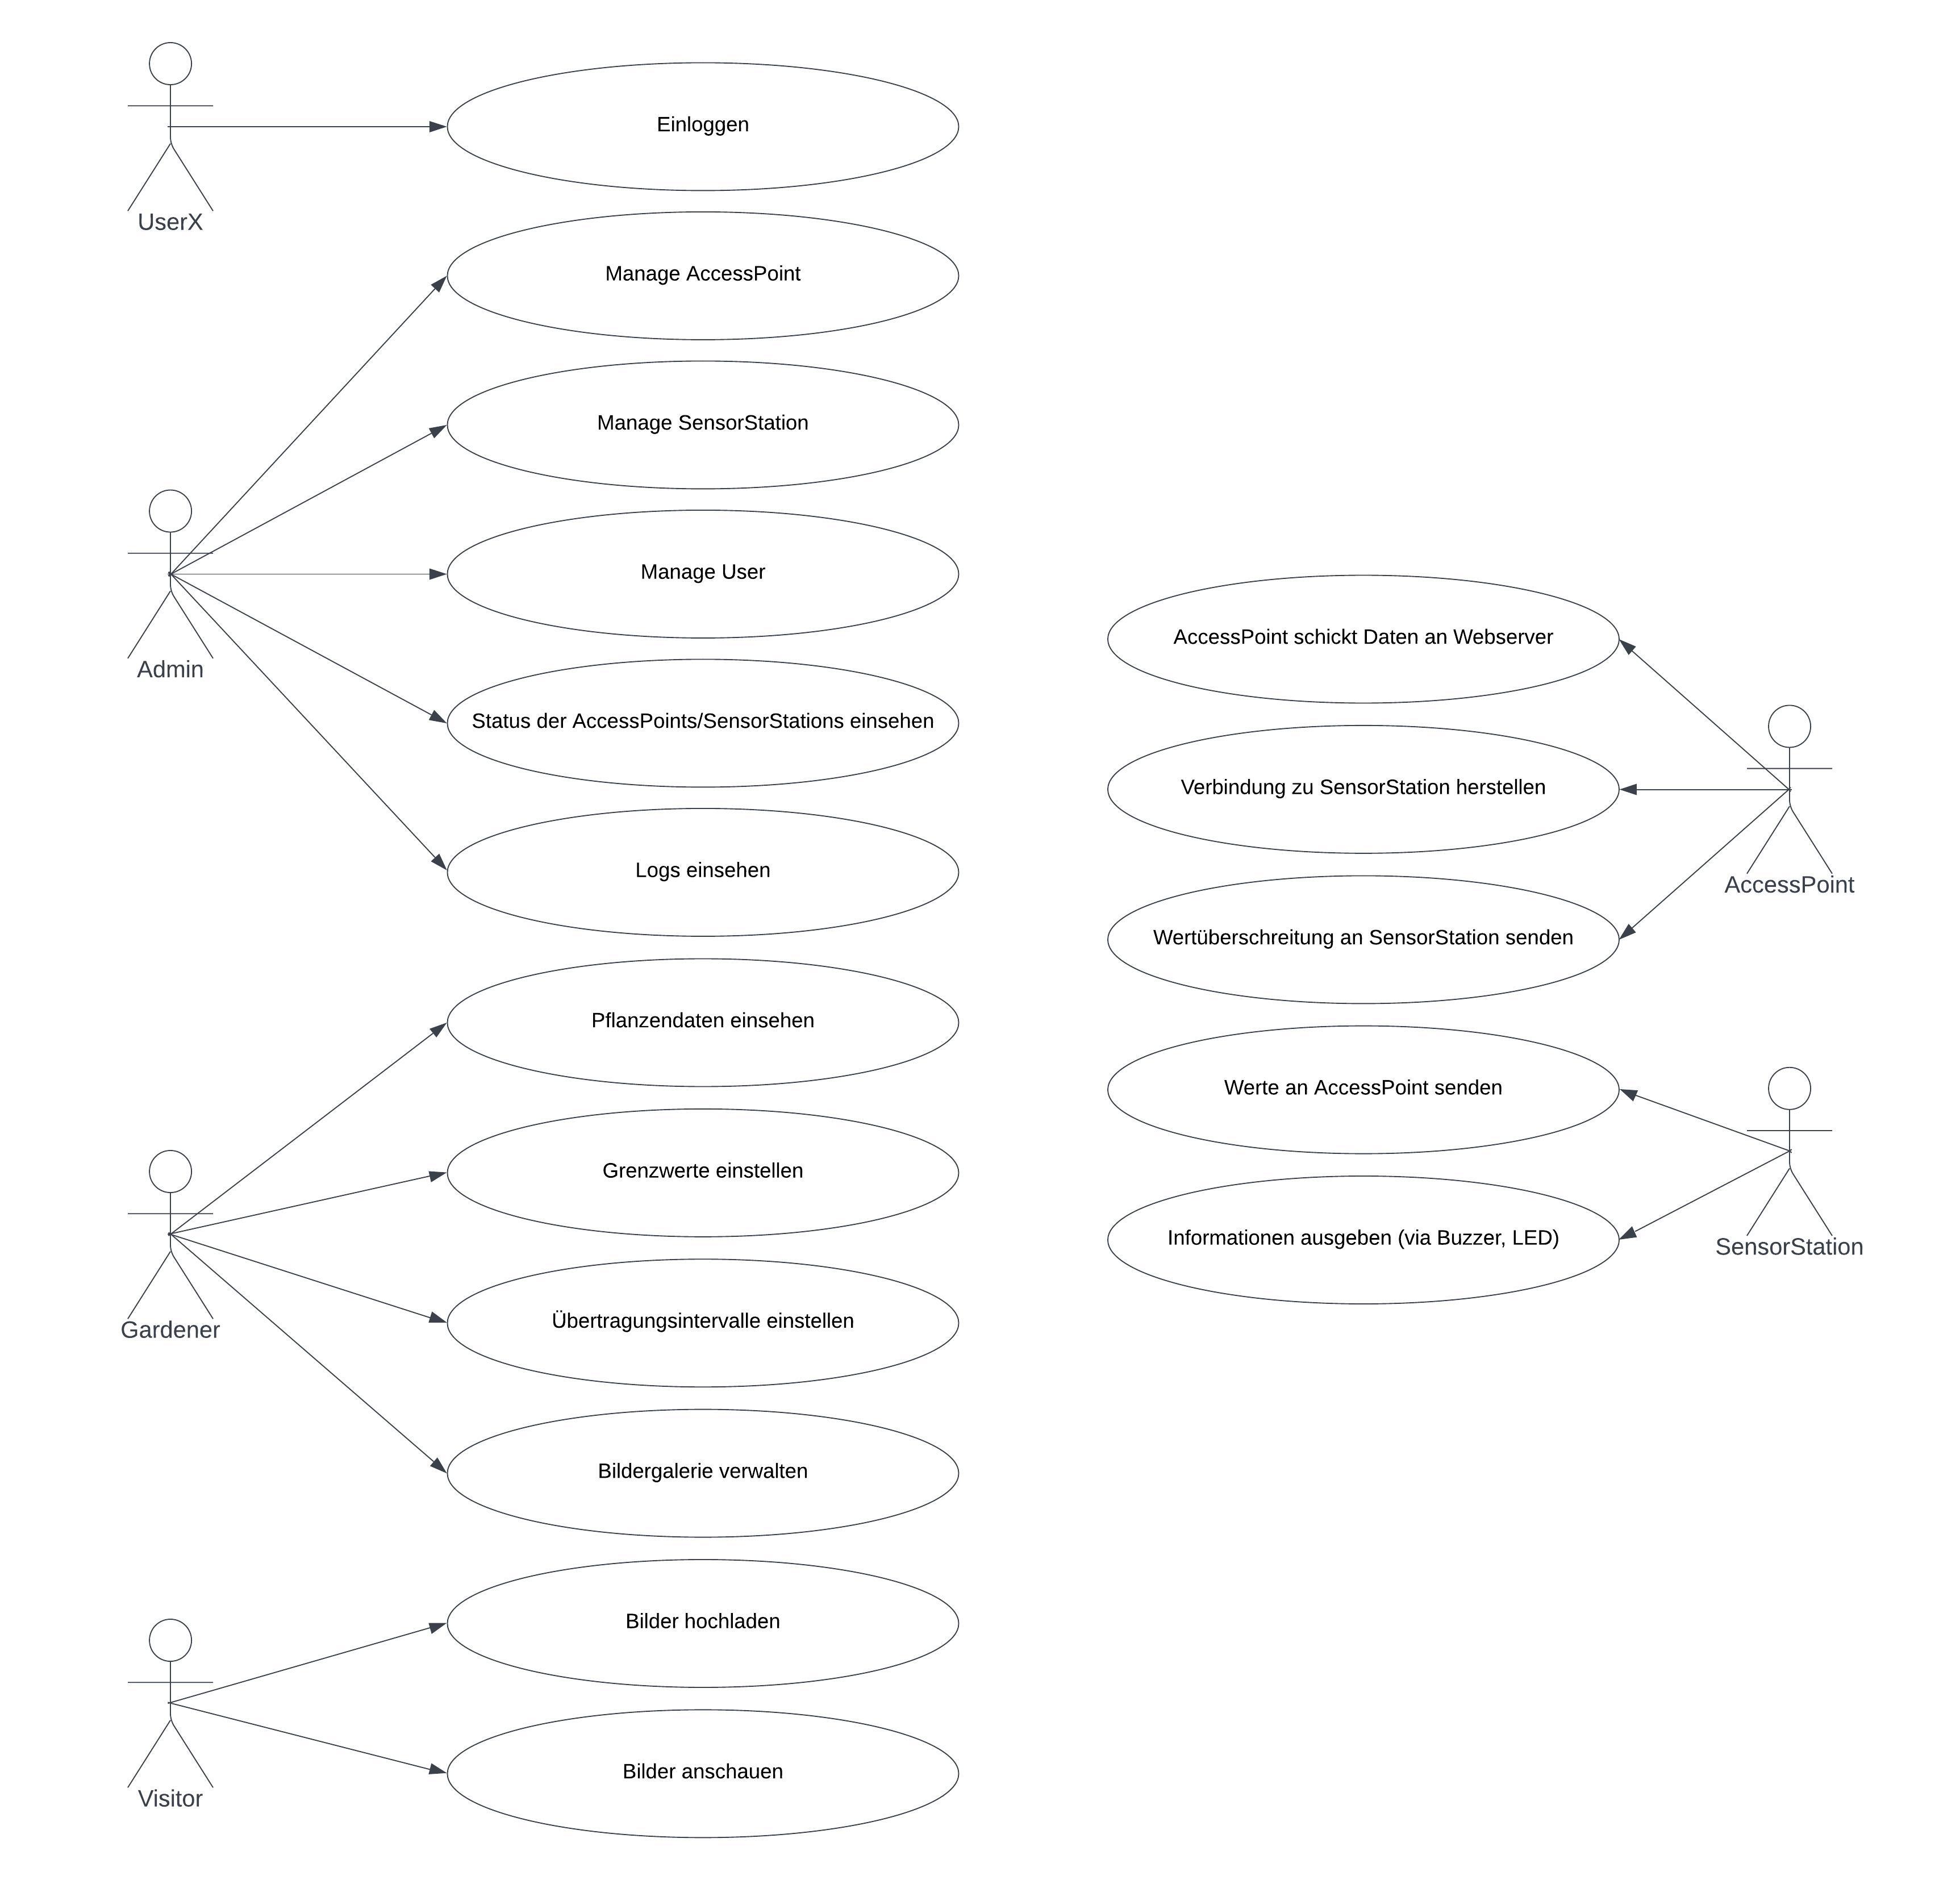 Einloggen
UserX
Manage AccessPoint
Manage SensorStation
Manage User
Admin
Status der AccessPoints/SensorStations einsehen
Logs einsehen
Pflanzendaten einsehen
Grenzwerte einstellen
Gardener
Übertragungsintervalle einstellen
Bildergalerie verwalten
Bilder hochladen
Bilder anschauen
Visitor
AccessPoint schickt Daten an Webserver
Verbindung zu SensorStation herstellen
AccessPoint
Wertüberschreitung an SensorStation senden
Werte an AccessPoint senden
Informationen ausgeben (via Buzzer, LED)
SensorStation